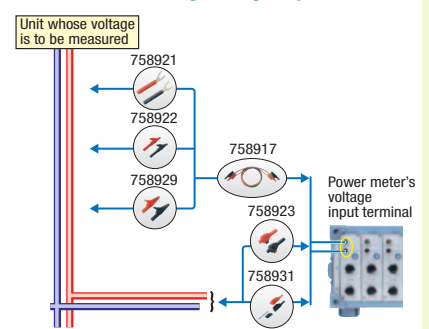 Unit whose voltage
is to be measured
758921
758922
758917
758929
Power meter's
voltage
input terminal
758923
758931